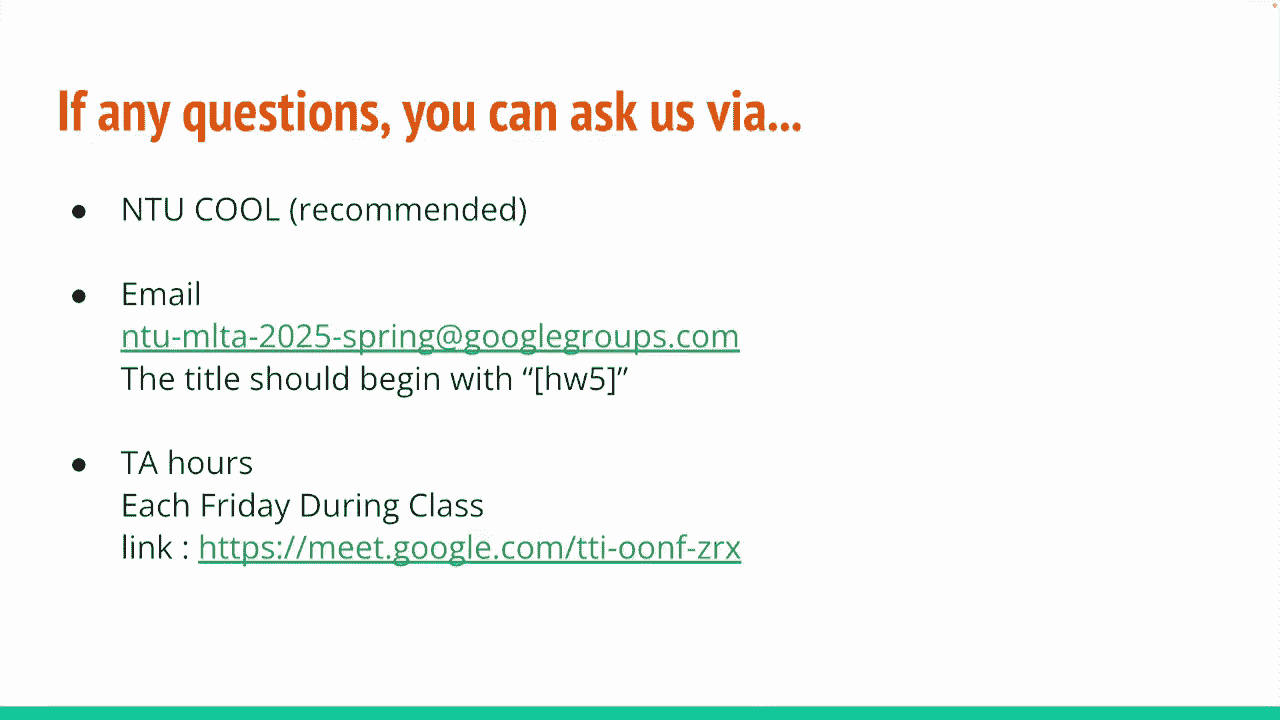 If any questions, you can ask us via...
● NTU COOL (recommended)
● Email
ntu-mlta-2025-spring@googlegroups.com
The title should begin with “[hw5]”
● TA hours
Each Friday During Class
link : https://meet.google.com/tti-oonf-zrx